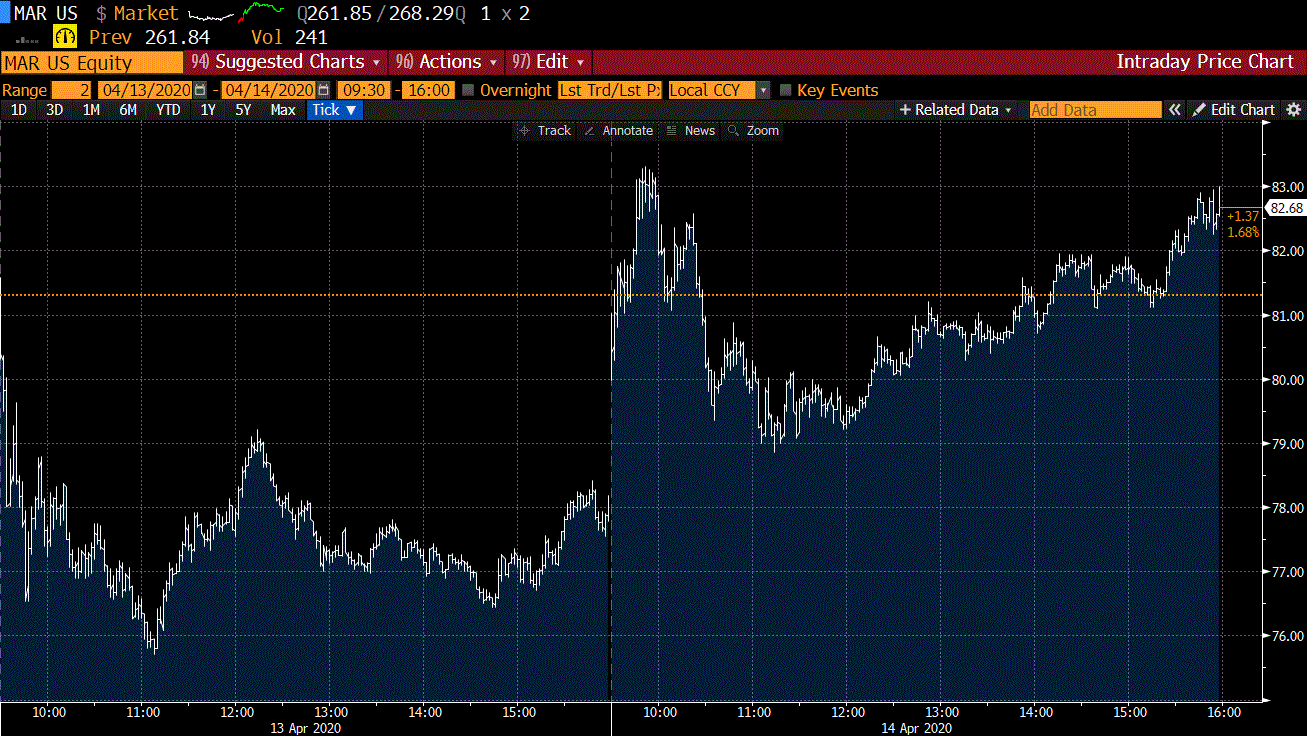 MAR US $ Market Q261.85/268.29Q 1 x 2
Prev 261.84 Vol 241
MAR US Equity 94) Suggested Charts ▾ 96) Actions ▾ 97) Edit ▾ Intraday Price Chart
Range 2 04/13/2020 - 04/14/2020 09:30 - 16:00 Overnight Lst Trd/Lst P Local CCY ▾ Key Events
1D 3D 1M 6M YTD 1Y 5Y Max Tick ▼ + Related Data ▾ Add Data « Edit Chart
Track Annotate News Zoom
83.00
82.68
+1.37
1.68%
82.00
81.00
80.00
79.00
78.00
77.00
76.00
10:00 11:00 12:00 13:00 14:00 15:00 10:00 11:00 12:00 13:00 14:00 15:00 16:00
13 Apr 2020 14 Apr 2020